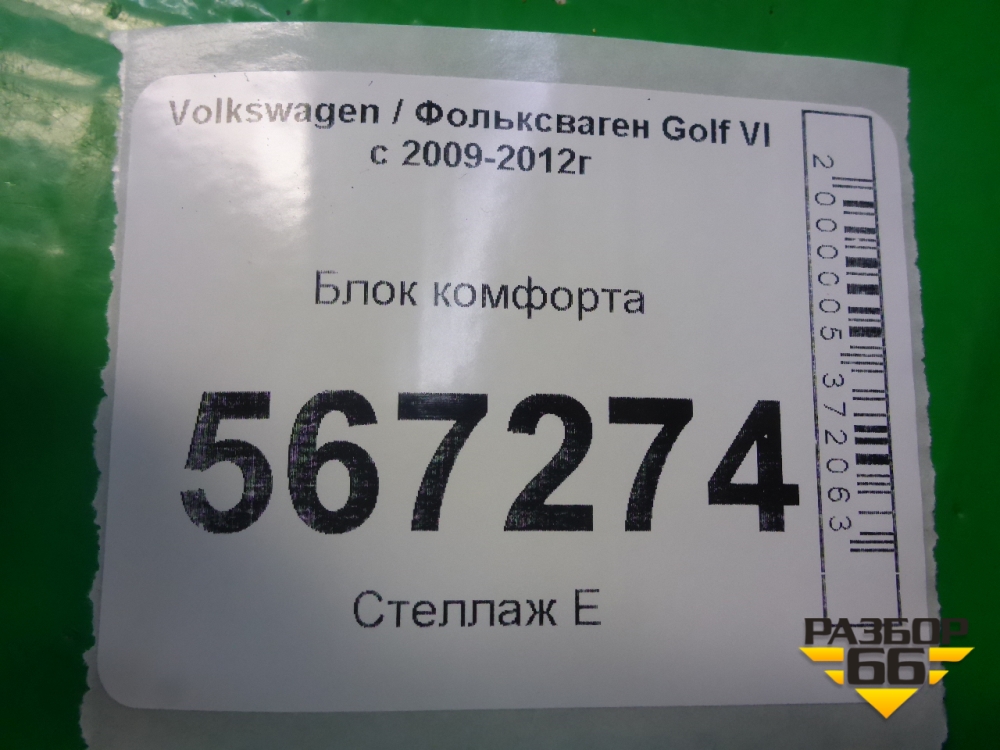 Volkswagen / Фольксваген Golf VI
с 2009-2012г
Блок комфорта
567274
Стеллаж Е
2000005372063
РАЗБОР
66